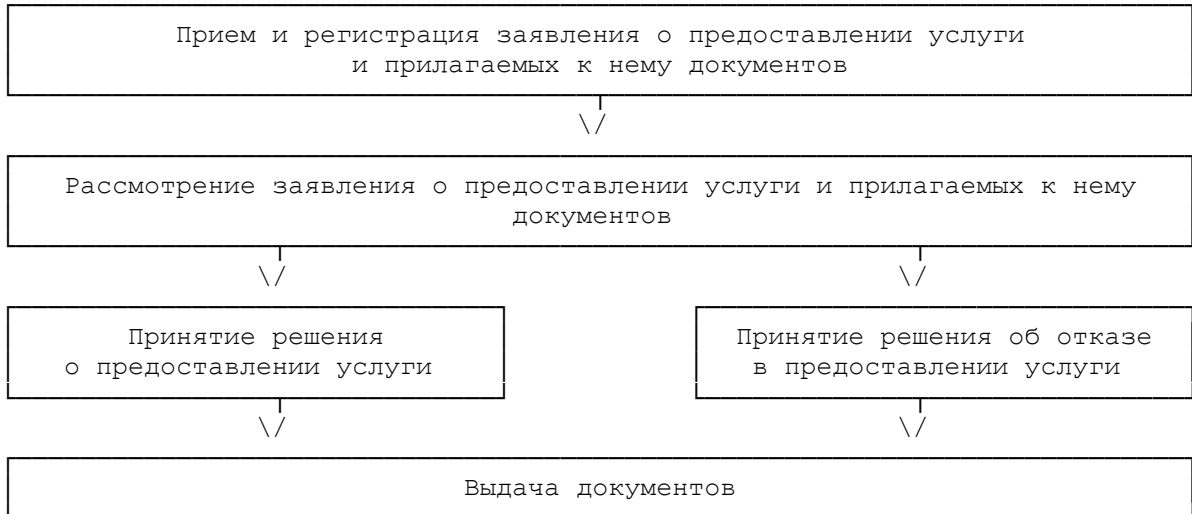 Прием и регистрация заявления о предоставлении услуги
и прилагаемых к нему документов
Рассмотрение заявления о предоставлении услуги и прилагаемых к нему
документов
Принятие решения
о предоставлении услуги
Принятие решения об отказе
в предоставлении услуги
Выдача документов